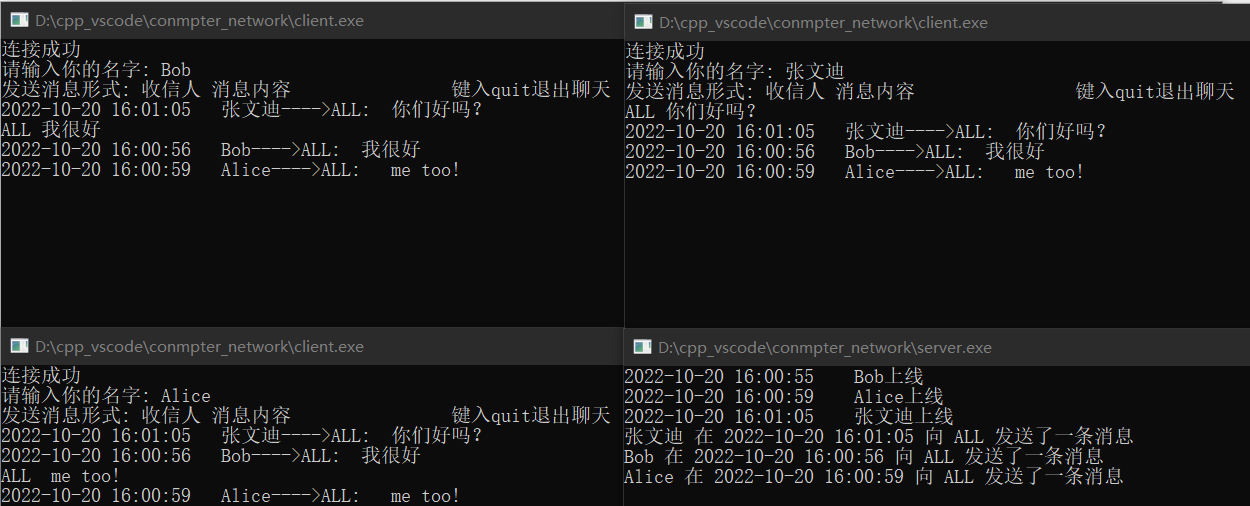 D:\cpp_vscode\conmpter_network\client.exe
连接成功
请输入你的名字: Bob
发送消息形式: 收信人 消息内容                键入quit退出聊天
2022-10-20 16:01:05   张文迪---->ALL:  你们好吗?
ALL 我很好
2022-10-20 16:00:56   Bob---->ALL:  我很好
2022-10-20 16:00:59   Alice---->ALL:   me too!
D:\cpp_vscode\conmpter_network\client.exe
连接成功
请输入你的名字: 张文迪
发送消息形式: 收信人 消息内容                键入quit退出聊天
ALL 你们好吗?
2022-10-20 16:01:05   张文迪---->ALL:  你们好吗?
2022-10-20 16:00:56   Bob---->ALL:  我很好
2022-10-20 16:00:59   Alice---->ALL:   me too!
D:\cpp_vscode\conmpter_network\client.exe
连接成功
请输入你的名字: Alice
发送消息形式: 收信人 消息内容                键入quit退出聊天
2022-10-20 16:01:05   张文迪---->ALL:  你们好吗?
2022-10-20 16:00:56   Bob---->ALL:  我很好
ALL  me too!
2022-10-20 16:00:59   Alice---->ALL:   me too!
D:\cpp_vscode\conmpter_network\server.exe
2022-10-20 16:00:55    Bob上线
2022-10-20 16:00:59    Alice上线
2022-10-20 16:01:05    张文迪上线
张文迪 在 2022-10-20 16:01:05 向 ALL 发送了一条消息
Bob 在 2022-10-20 16:00:56 向 ALL 发送了一条消息
Alice 在 2022-10-20 16:00:59 向 ALL 发送了一条消息